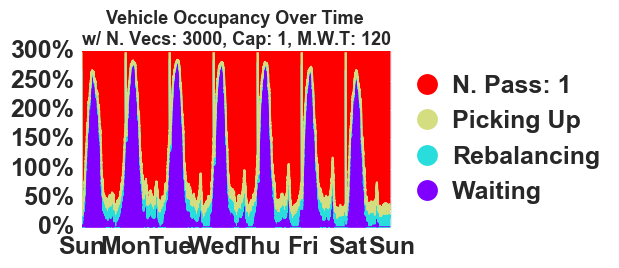 Vehicle Occupancy Over Time
w/ N. Vecs: 3000, Cap: 1, M.W.T: 120
300%
250%
200%
150%
100%
50%
0%
Sun Mon Tue Wed Thu Fri Sat Sun
N. Pass: 1
Picking Up
Rebalancing
Waiting